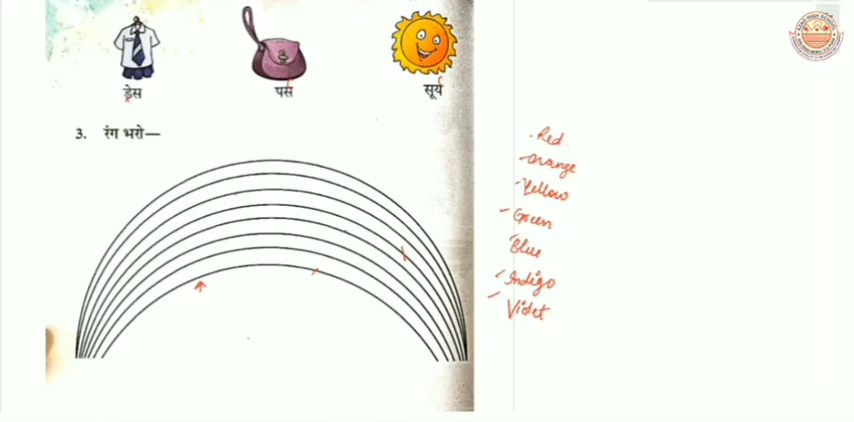 ड्रेस पर्स सूर्य
3. रंग भरो—
Red.
Orange
Yellow
Green
Blue
Indigo
Violet